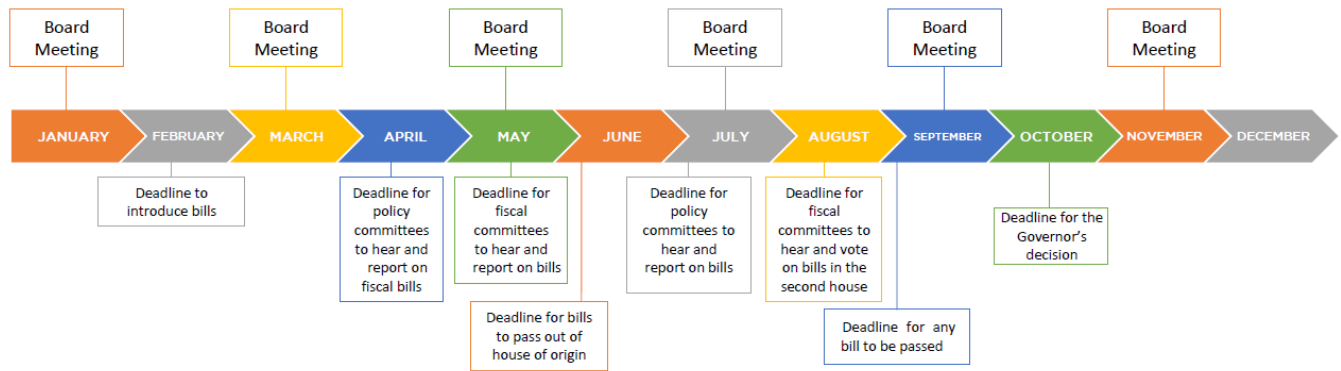 Board
Meeting
Board
Meeting
Board
Meeting
Board
Meeting
Board
Meeting
Board
Meeting
JANUARY
FEBRUARY
MARCH
APRIL
MAY
JUNE
JULY
AUGUST
SEPTEMBER
OCTOBER
NOVEMBER
DECEMBER
Deadline to
introduce bills
Deadline for
policy
committees to
hear and
report on
fiscal bills
Deadline for
fiscal
committees
to hear and
report on bills
Deadline for bills
to pass out of
house of origin
Deadline for
policy
committees to
hear and
report on bills
Deadline for
fiscal
committees to
hear and vote
on bills in the
second house
Deadline for any
bill to be passed
Deadline for the
Governor's
decision